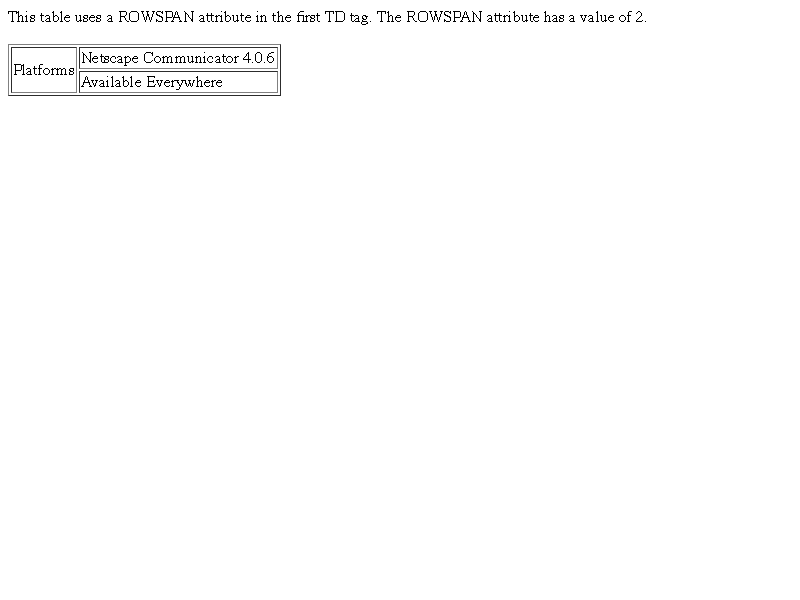 This table uses a ROWSPAN attribute in the first TD tag. The ROWSPAN attribute has a value of 2.
Platforms
Netscape Communicator 4.0.6
Available Everywhere